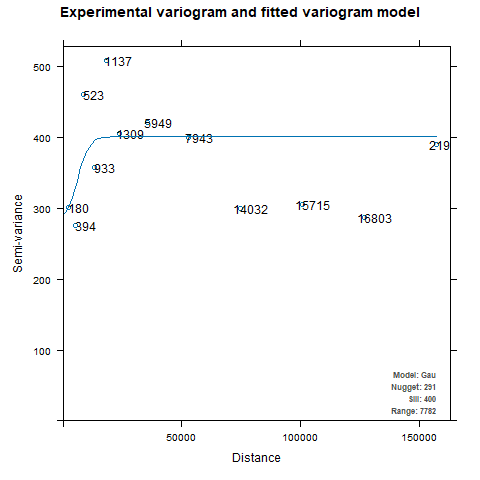 Experimental variogram and fitted variogram model
500
400
300
200
100
Semi-variance
1137
523
5949
1309
7943
219
933
180
394
14032
15715
16803
Model: Gau
Nugget: 291
Sill: 400
Range: 7782
50000
100000
150000
Distance